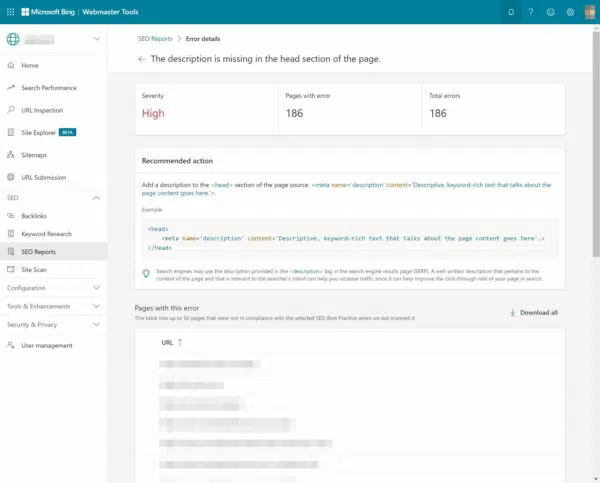 Microsoft Bing | Webmaster Tools
SEO Reports > Error details
← The description is missing in the head section of the page.
Home
Search Performance
URL Inspection
Site Explorer BETA
Sitemaps
URL Submission
SEO
Backlinks
Keyword Research
SEO Reports
Site Scan
Configuration
Tools & Enhancements
Security & Privacy
User management
Severity
High
Pages with error
186
Total errors
186
Recommended action
Add a description to the <head> section of the page source: <meta name='description' content='Descriptive, keyword-rich text that talks about the
page content goes here'>.
Example
<head>
<meta name='description' content='Descriptive, keyword-rich text that talks about the page content goes here'.>
</head>
Search engines may use the description provided in the <description> tag in the search engine results page (SERP). A well-written description that pertains to the
content of the page and that is relevant to the searcher's intent can help you increase traffic since it can help improve the click-through rate of your page in search.
Pages with this error
This table lists up to 50 pages that were not in compliance with the selected SEO Best Practice when we last scanned it.
Download all
URL ↑